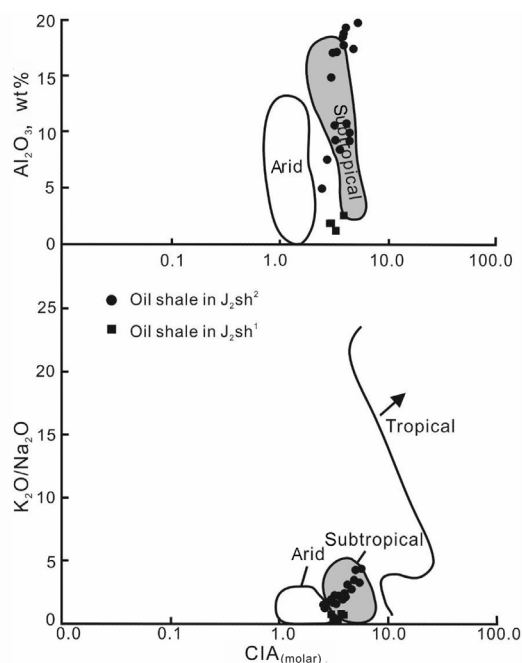 20
15
10
5
0
Al₂O₃, wt%
Arid
Subtropical
0.1 1.0 10.0 100.0
● Oil shale in J₂sh²
■ Oil shale in J₂sh¹
25
20
15
10
5
0
K₂O/Na₂O
Tropical
Subtropical
Arid
0.0 0.1 1.0 10.0 100.0
CIA(molar)